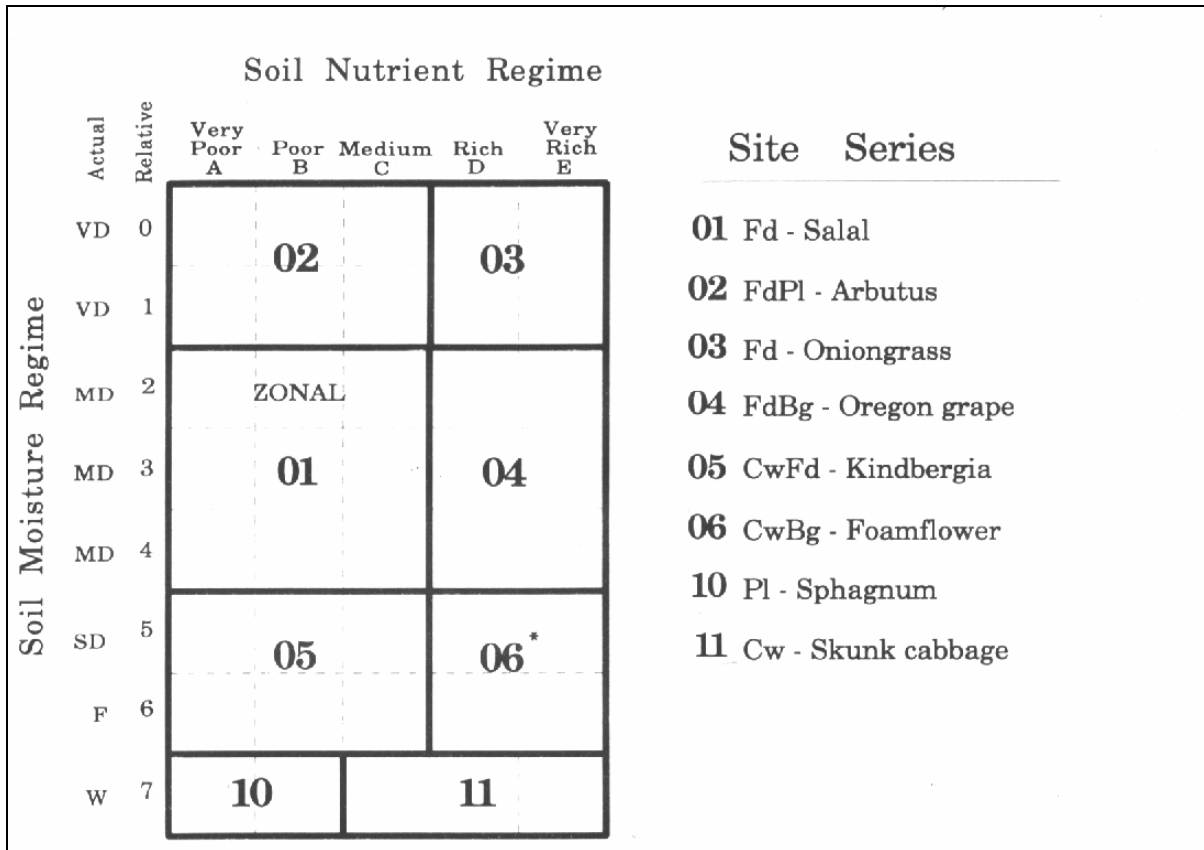 Soil Nutrient Regime
Actual
Relative
Very Poor A
Poor B
Medium C
Rich D
Very Rich E
Soil Moisture Regime
VD 0
02 03
VD 1
MD 2 ZONAL
MD 3 01 04
MD 4
SD 5
05 06*
F 6
W 7 10 11
Site Series
01 Fd - Salal
02 FdPl - Arbutus
03 Fd - Oniongrass
04 FdBg - Oregon grape
05 CwFd - Kindbergia
06 CwBg - Foamflower
10 Pl - Sphagnum
11 Cw - Skunk cabbage